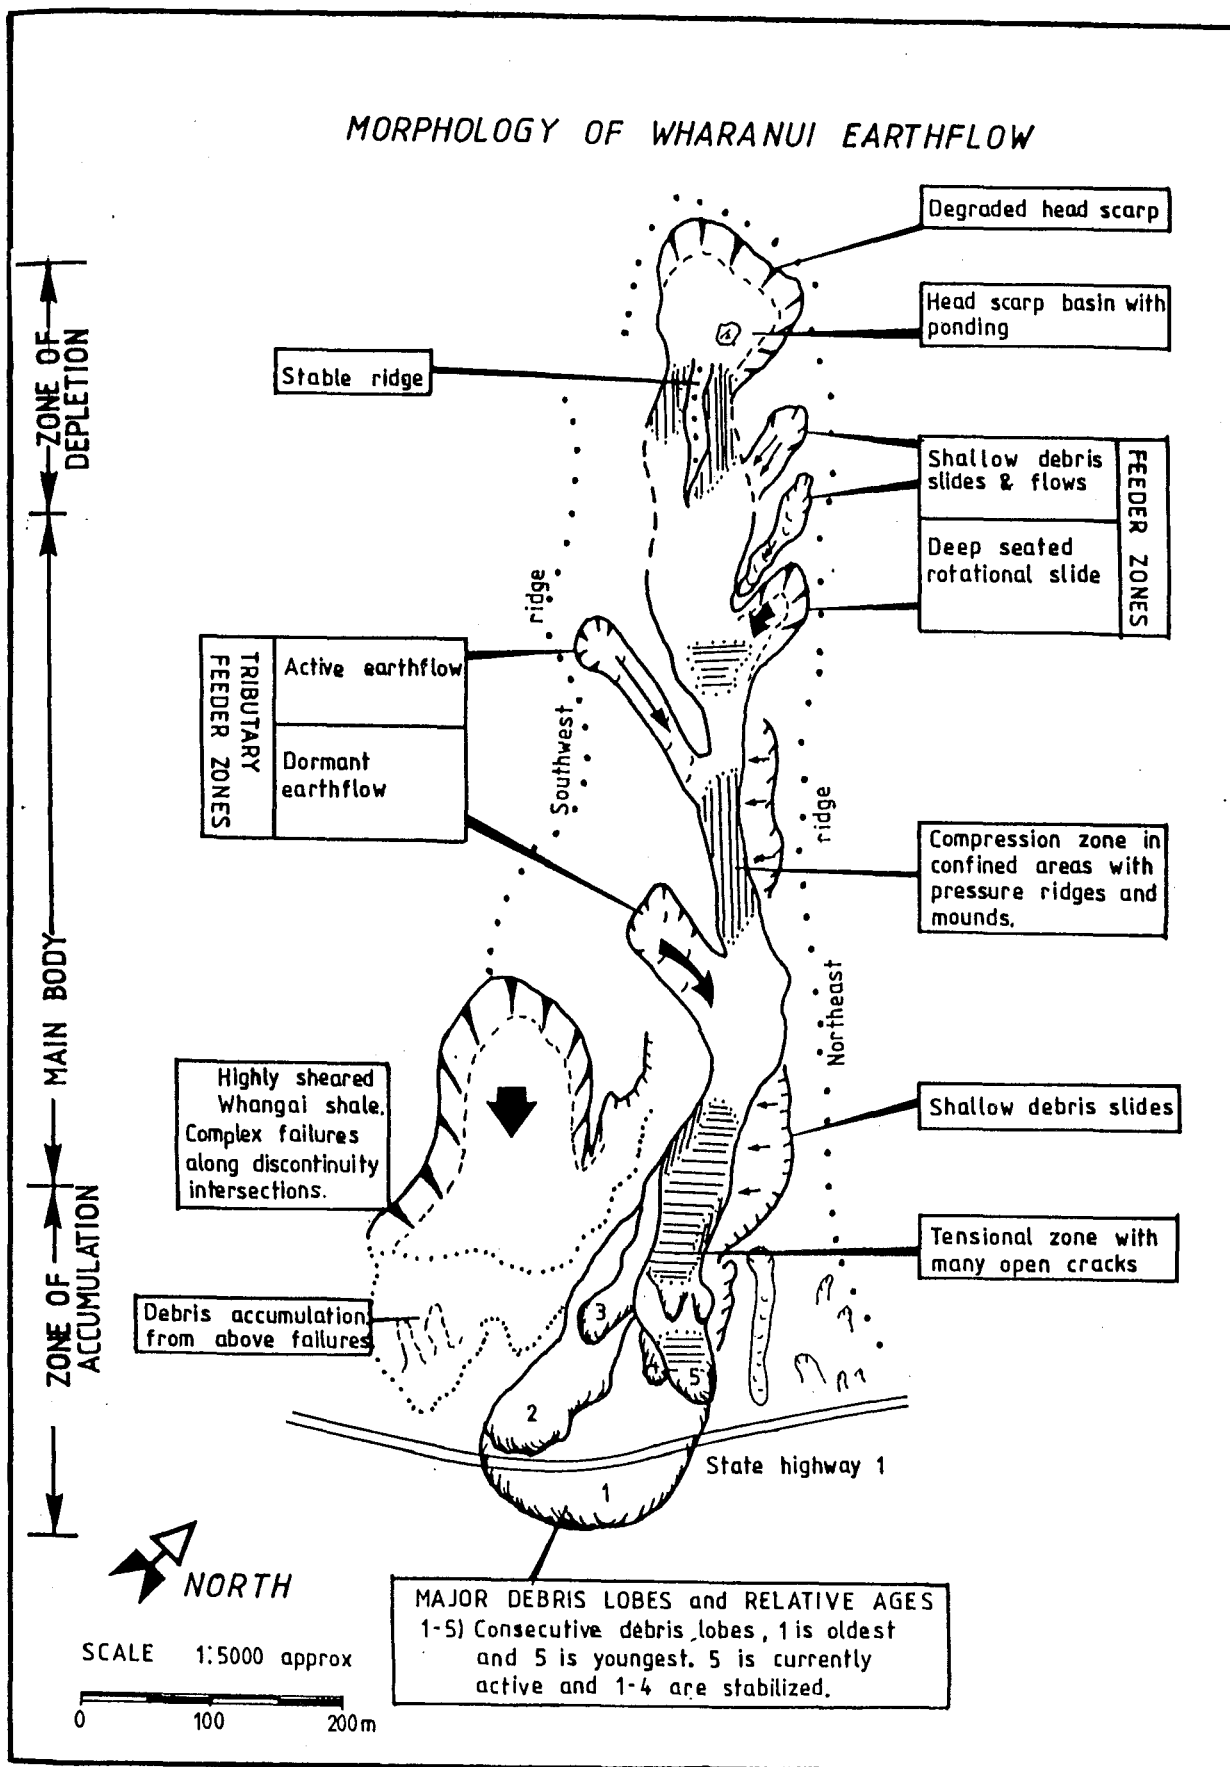 MORPHOLOGY OF WHARANUI EARTHFLOW
Degraded head scarp
Head scarp basin with
ponding
Stable ridge
Shallow debris
slides & flows
Deep seated
rotational slide
FEEDER ZONES
ZONE OF
DEPLETION
ridge
Southwest
TRIBUTARY
FEEDER ZONES
Active earthflow
Dormant
earthflow
ridge
Northeast
Compression zone in
confined areas with
pressure ridges and
mounds.
MAIN BODY
Highly sheared
Whangai shale.
Complex failures
along discontinuity
intersections.
Shallow debris slides
Tensional zone with
many open cracks
ZONE OF
ACCUMULATION
Debris accumulation
from above failures
3
4
5
2
1
State highway 1
NORTH
MAJOR DEBRIS LOBES and RELATIVE AGES
1-5) Consecutive debris lobes, 1 is oldest
and 5 is youngest. 5 is currently
active and 1-4 are stabilized.
SCALE 1:5000 approx
0 100 200m